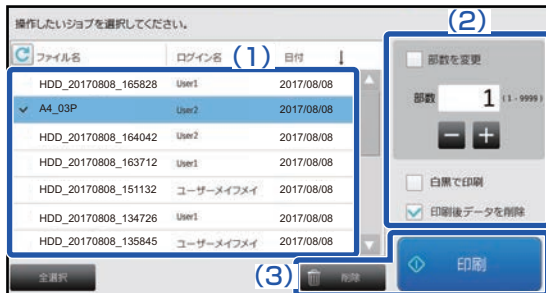 操作したいジョブを選択してください。
(2)
ファイル名 ログイン名 (1) 日付 ↓
部数を変更
HDD_20170808_165828 User1 2017/08/08
✓ A4_03P User2 2017/08/08
部数 1 (1-9999)
HDD_20170808_164042 User2 2017/08/08
HDD_20170808_163712 User1 2017/08/08
HDD_20170808_151132 ユーザーメイフメイ 2017/08/08
白黒で印刷
HDD_20170808_134726 User1 2017/08/08
印刷後データを削除
HDD_20170808_135845 ユーザーメイフメイ 2017/08/08
全選択 (3) 削除 印刷